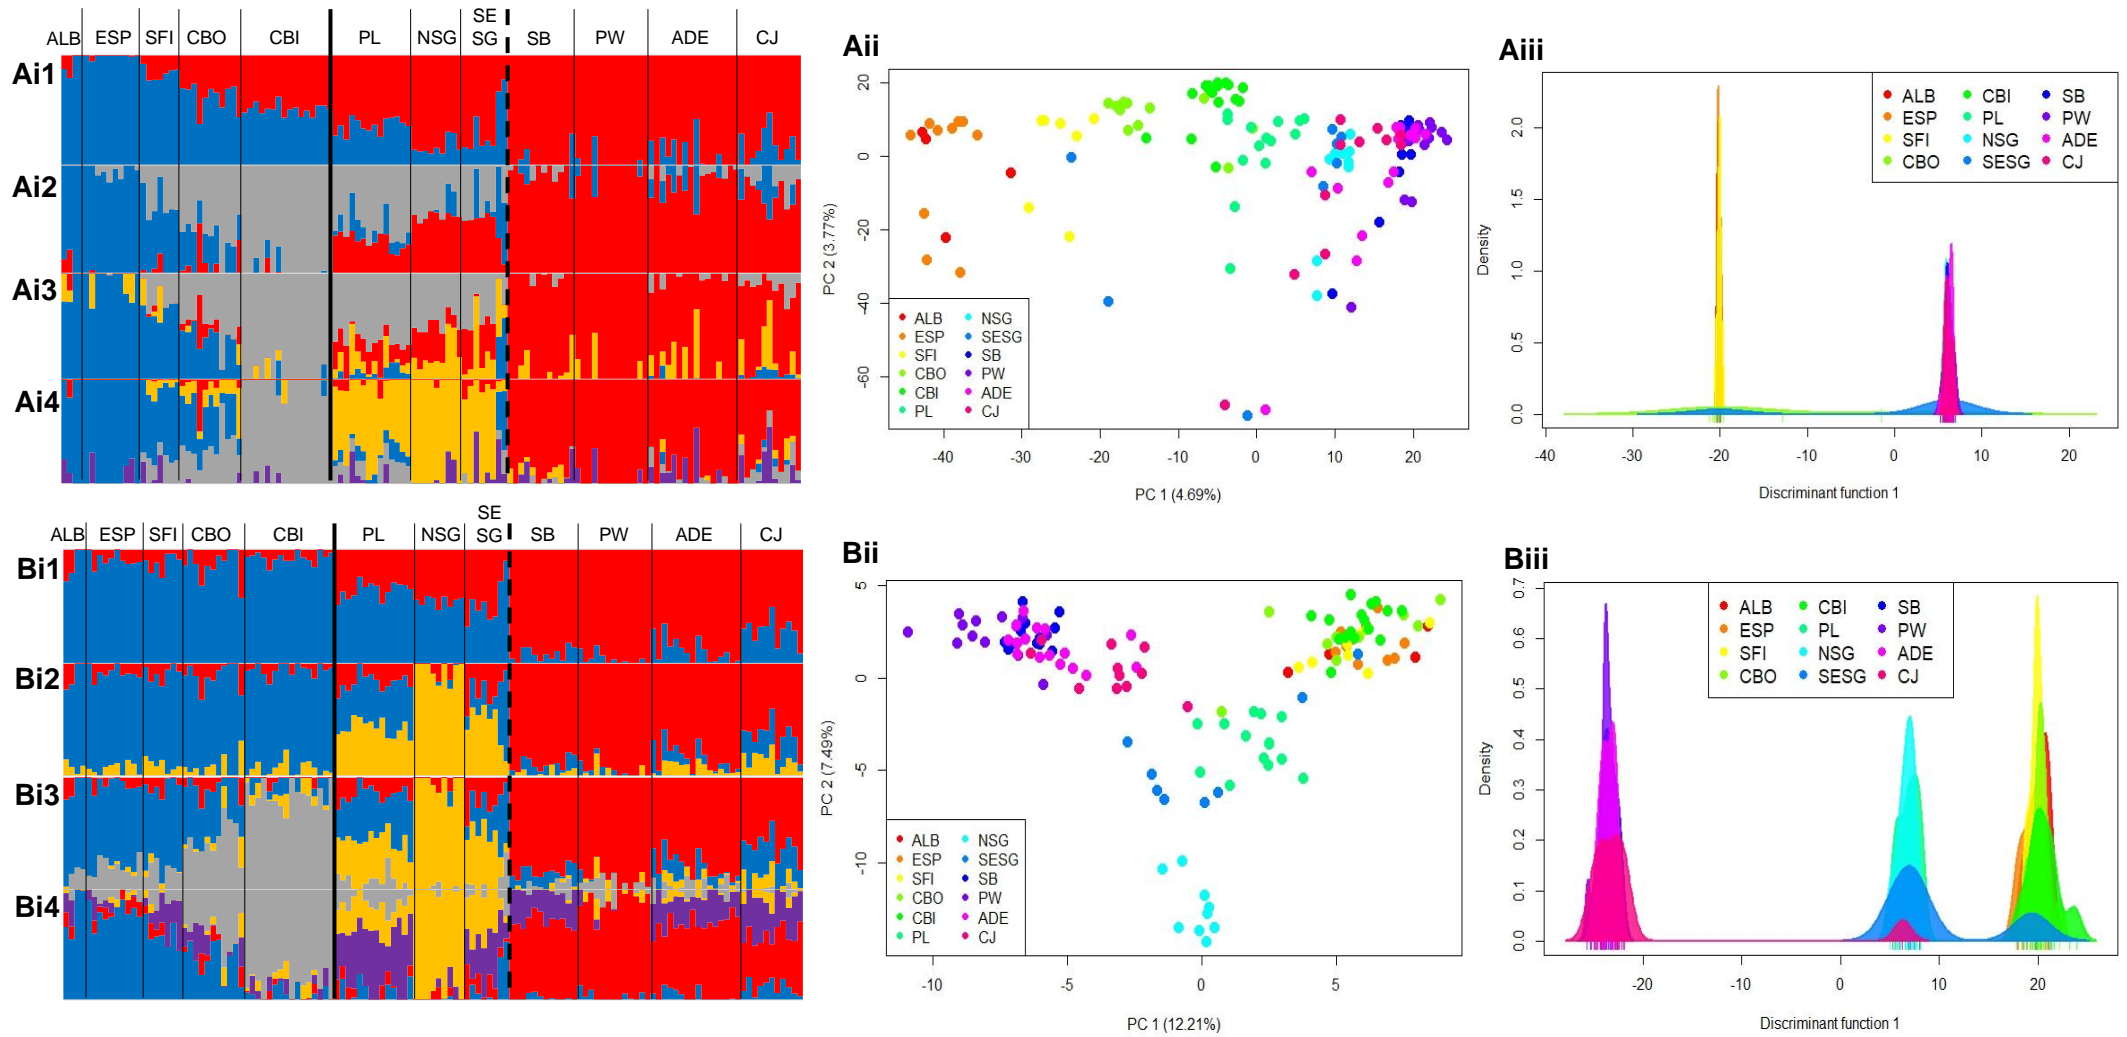 SE
ALB ESP SFI CBO CBI PL NSG SG SB PW ADE CJ
Ai1
Ai2
Ai3
Ai4
Aii
20
0
-20
-40
-60
PC 2 (3.77%)
ALB NSG
ESP SESG
SFI SB
CBO PW
CBI ADE
PL CJ
-40 -30 -20 -10 0 10 20
PC 1 (4.69%)
Aiii
2.0
1.5
1.0
0.5
0.0
Density
ALB CBI SB
ESP PL PW
SFI NSG ADE
CBO SESG CJ
-40 -30 -20 -10 0 10 20
Discriminant function 1
SE
ALB ESP SFI CBO CBI PL NSG SG SB PW ADE CJ
Bi1
Bi2
Bi3
Bi4
Bii
5
0
-5
-10
PC 2 (7.49%)
ALB NSG
ESP SESG
SFI SB
CBO PW
CBI ADE
PL CJ
-10 -5 0 5
PC 1 (12.21%)
Biii
0.7
0.6
0.5
0.4
0.3
0.2
0.1
0.0
Density
ALB CBI SB
ESP PL PW
SFI NSG ADE
CBO SESG CJ
-20 -10 0 10 20
Discriminant function 1